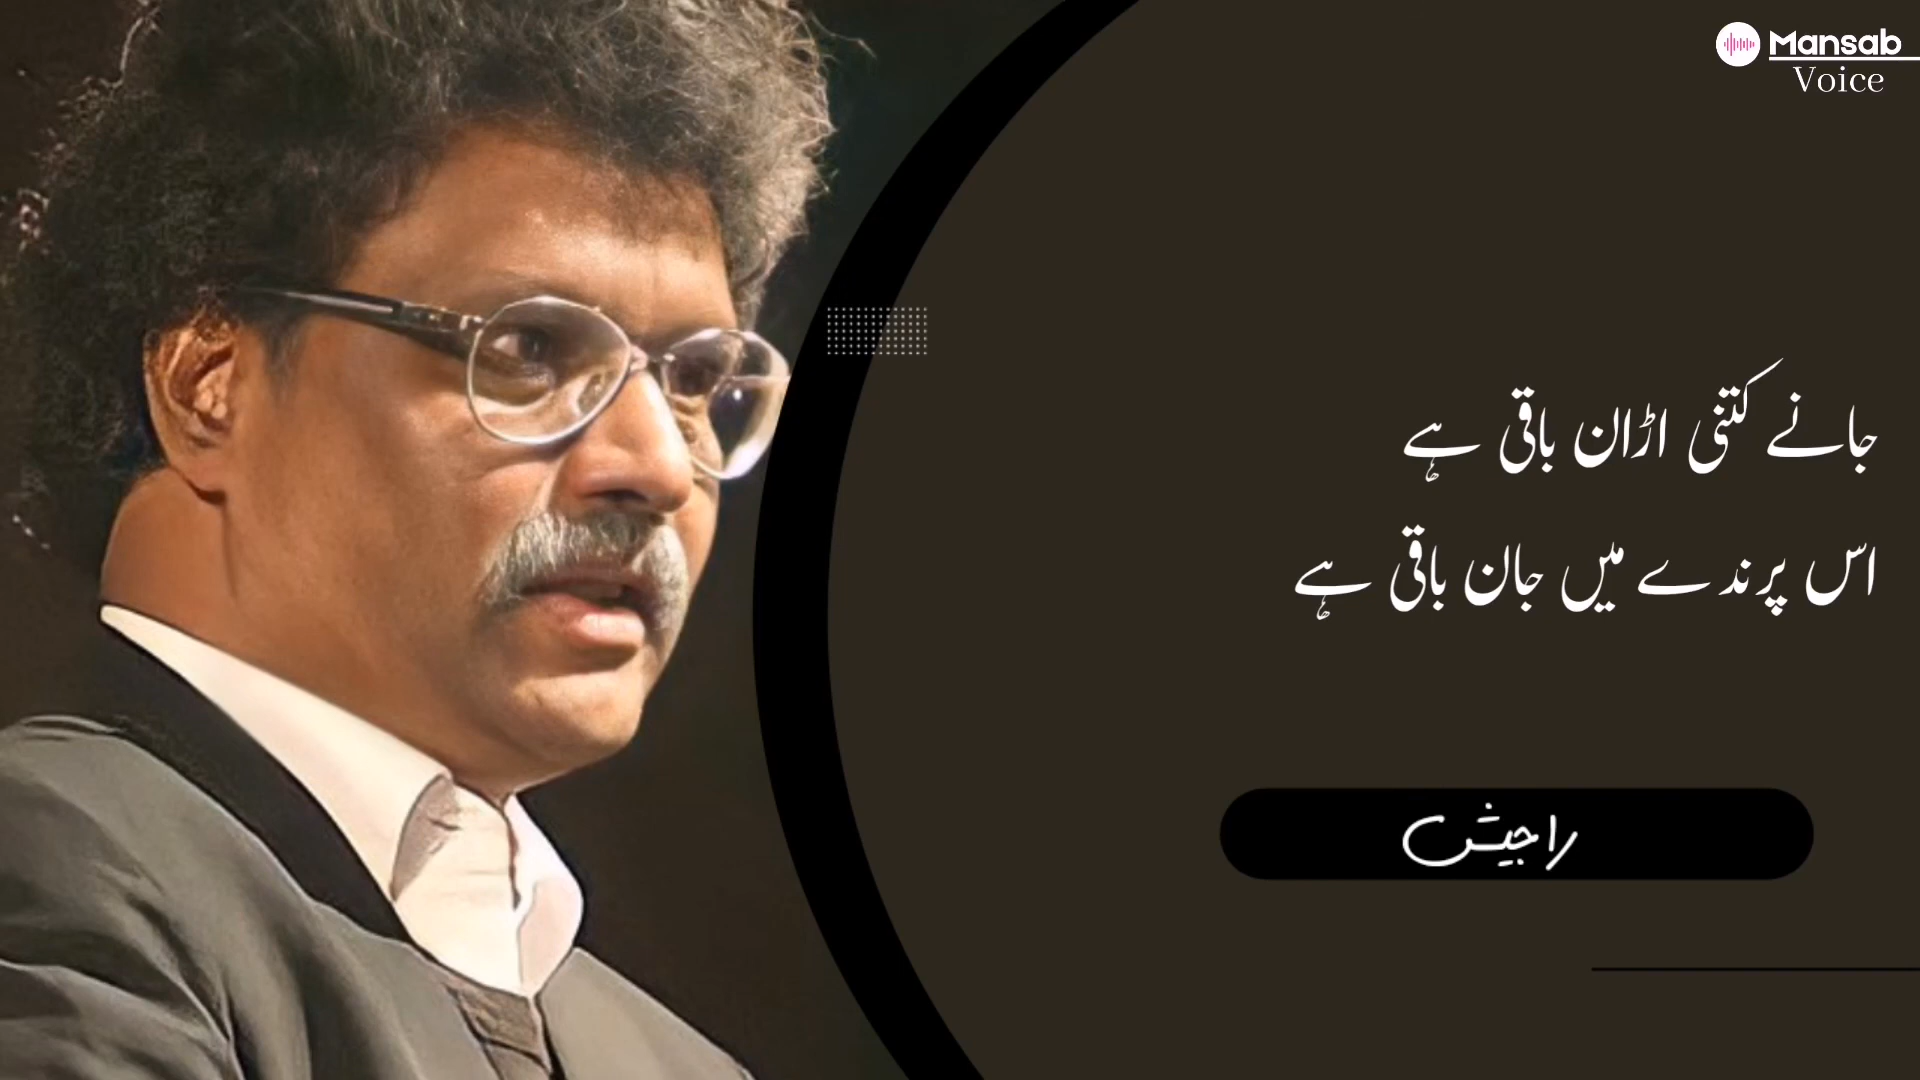 Mansab
Voice
جانے کتنی اڑان باقی ہے
اس پرندے میں جان باقی ہے
راجیش